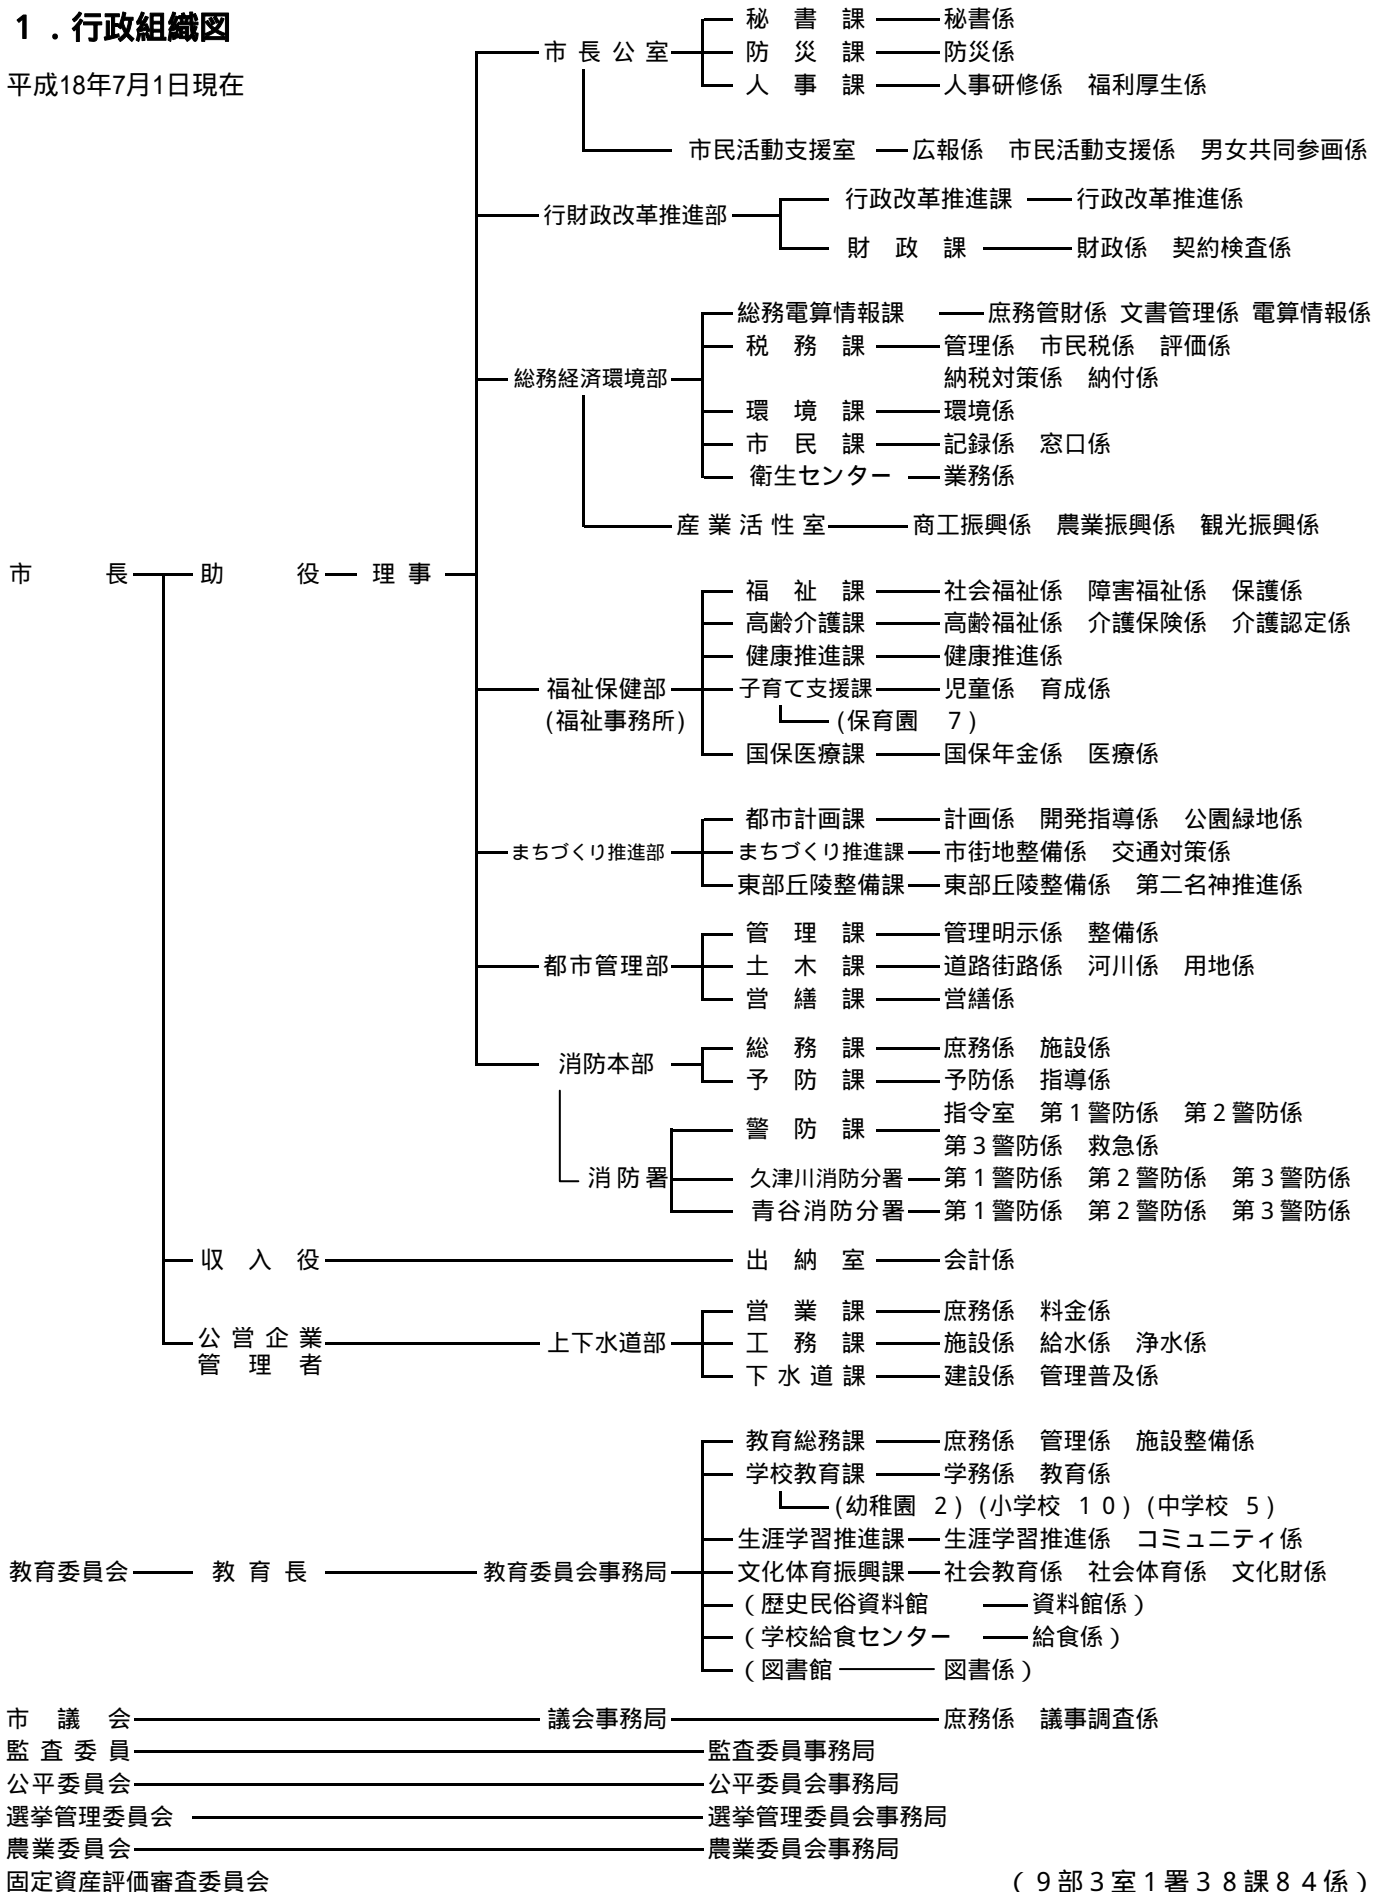 1．行政組織図
平成18年7月1日現在
秘　書　課　秘書係
市長公室　防　災　課　防災係
人　事　課　人事研修係　福利厚生係
市民活動支援室　広報係　市民活動支援係　男女共同参画係
行政改革推進課　行政改革推進係
行財政改革推進部
財　政　課　財政係　契約検査係
総務電算情報課　庶務管財係　文書管理係　電算情報係
税　務　課　管理係　市民税係　評価係
総務経済環境部　納税対策係　納付係
環　境　課　環境係
市　民　課　記録係　窓口係
衛生センター　業務係
産業活性室　商工振興係　農業振興係　観光振興係
市　　　長　助　　　役　理事
福　祉　課　社会福祉係　障害福祉係　保護係
高齢介護課　高齢福祉係　介護保険係　介護認定係
健康推進課　健康推進係
福祉保健部　子育て支援課　児童係　育成係
(福祉事務所)　(保育園　7)
国保医療課　国保年金係　医療係
都市計画課　計画係　開発指導係　公園緑地係
まちづくり推進部　まちづくり推進課　市街地整備係　交通対策係
東部丘陵整備課　東部丘陵整備係　第二名神推進係
管　理　課　管理明示係　整備係
都市管理部　土　木　課　道路街路係　河川係　用地係
営　繕　課　営繕係
総　務　課　庶務係　施設係
消防本部
予　防　課　予防係　指導係
指令室　第1警防係　第2警防係
警　防　課
第3警防係　救急係
消防署　久津川消防分署　第1警防係　第2警防係　第3警防係
青谷消防分署　第1警防係　第2警防係　第3警防係
収　入　役　出　納　室　会計係
営　業　課　庶務係　料金係
公営企業　上下水道部　工　務　課　施設係　給水係　浄水係
管　理　者　下水道課　建設係　管理普及係
教育総務課　庶務係　管理係　施設整備係
学校教育課　学務係　教育係
(幼稚園　2)　(小学校　10)　(中学校　5)
生涯学習推進課　生涯学習推進係　コミュニティ係
教育委員会　教育長　教育委員会事務局　文化体育振興課　社会教育係　社会体育係　文化財係
(歴史民俗資料館　資料館係)
(学校給食センター　給食係)
(図書館　図書係)
市　議　会　議会事務局　庶務係　議事調査係
監査委員　監査委員事務局
公平委員会　公平委員会事務局
選挙管理委員会　選挙管理委員会事務局
農業委員会　農業委員会事務局
固定資産評価審査委員会　(9部3室1署38課84係)